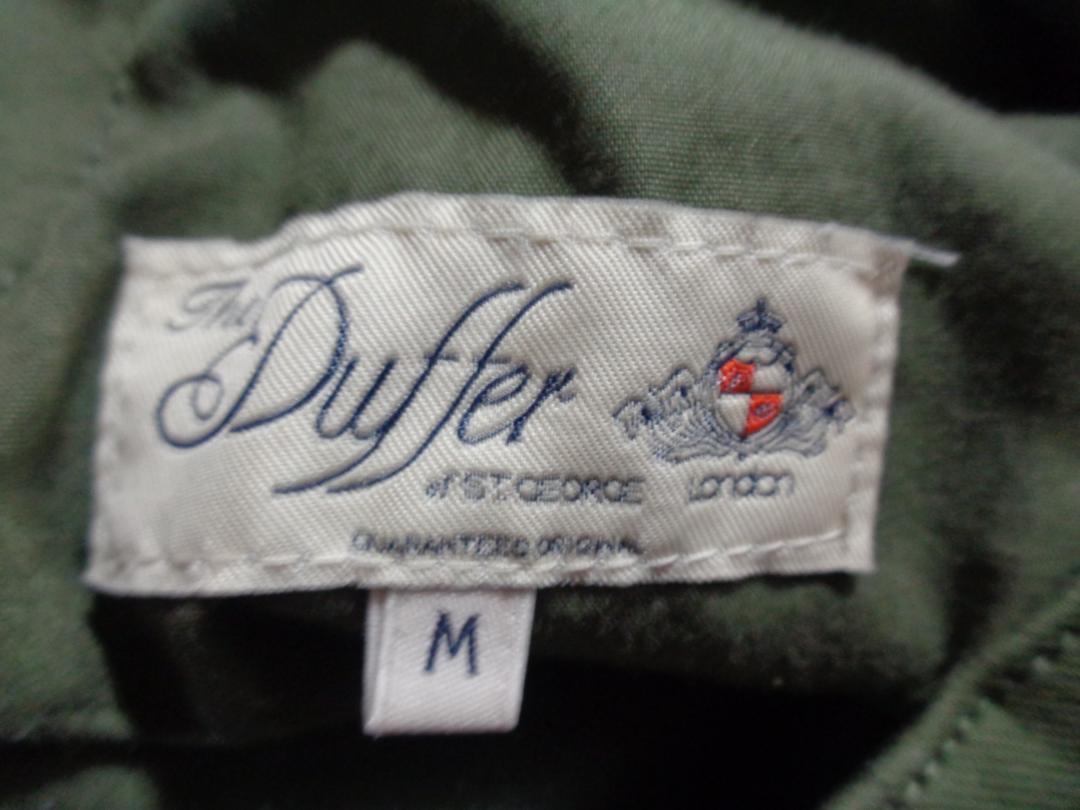 The Duffer
of ST. GEORGE
London
GUARANTEED ORIGINAL
M